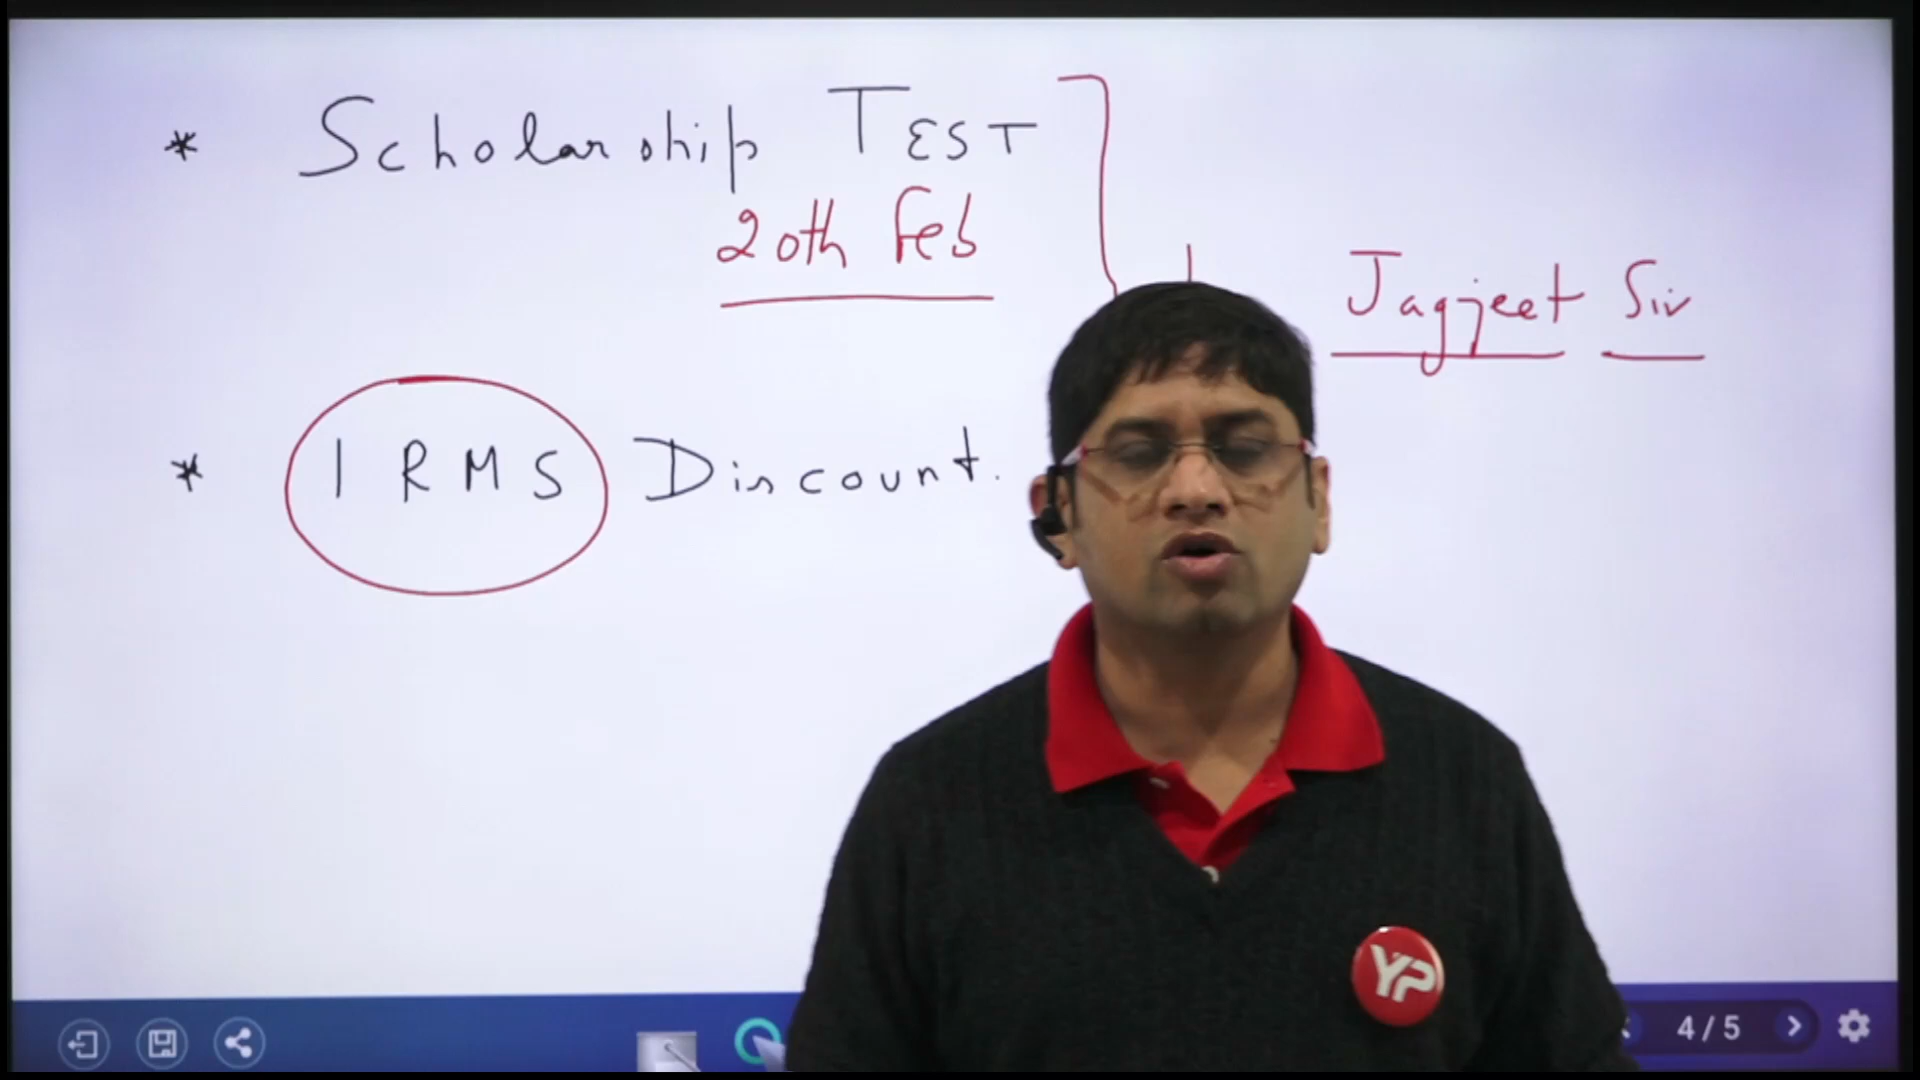 * Scholarship TEST
20th Feb
Jagjeet Sir
* IRMS Discount.
YP
4/5